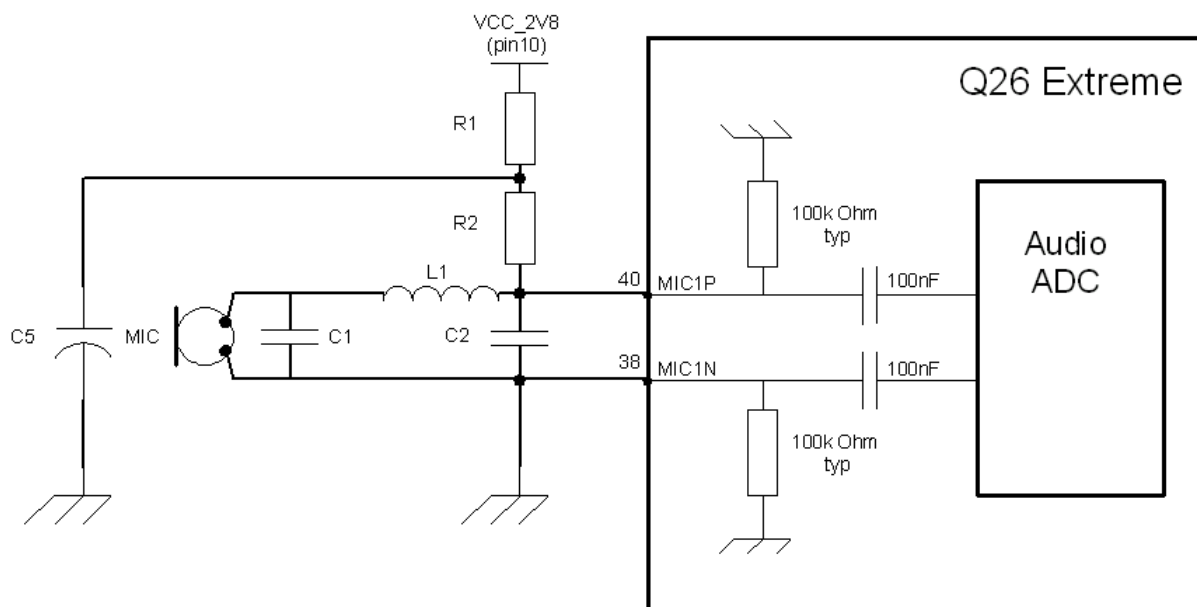 VCC_2V8
(pin10)
Q26 Extreme
R1
R2
100k Ohm
typ
Audio
ADC
L1
40
MIC1P
100nF
C5
MIC
C1
C2
38
MIC1N
100nF
100k Ohm
typ